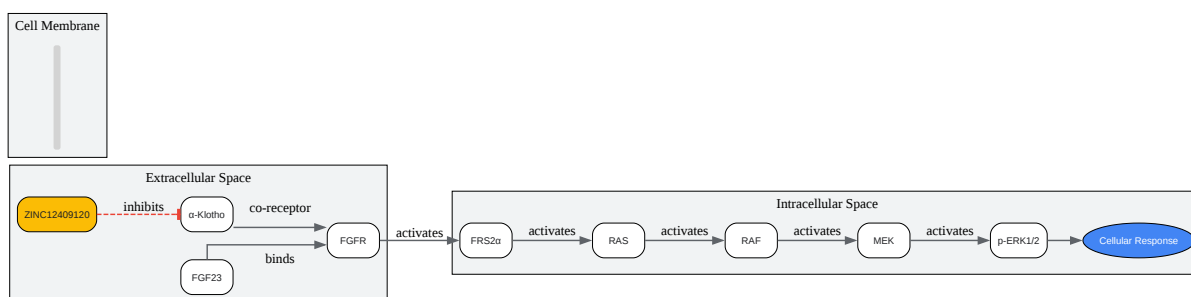 Cell Membrane
Extracellular Space
ZINC12409120
inhibits
α-Klotho
co-receptor
FGF23
binds
FGFR
activates
Intracellular Space
FRS2α
activates
RAS
activates
RAF
activates
MEK
activates
p-ERK1/2
Cellular Response